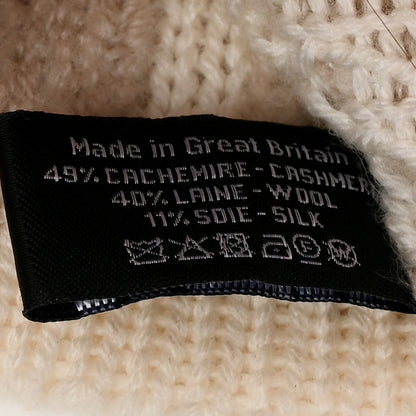 Made in Great Britain
49% CACHEMIRE - CASHMERE
40% LAINE - WOOL
11% SOIE - SILK